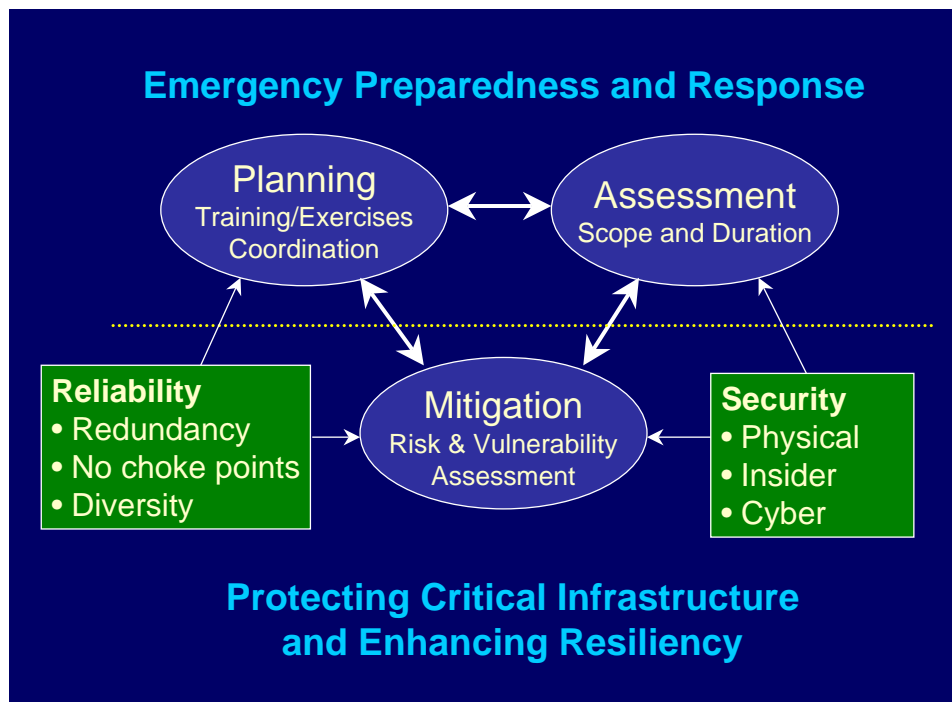 Emergency Preparedness and Response
Planning
Training/Exercises
Coordination
Assessment
Scope and Duration
Reliability
• Redundancy
• No choke points
• Diversity
Mitigation
Risk & Vulnerability
Assessment
Security
• Physical
• Insider
• Cyber
Protecting Critical Infrastructure
and Enhancing Resiliency